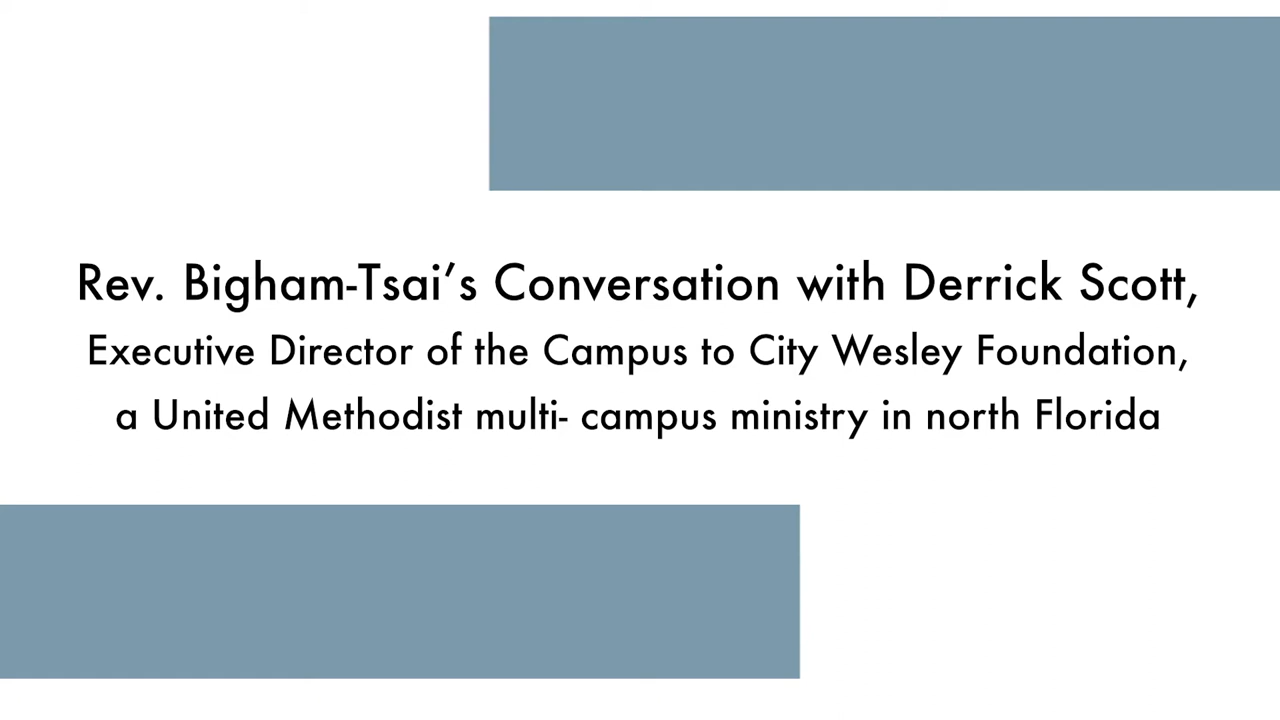 Rev. Bigham-Tsai’s Conversation with Derrick Scott,
Executive Director of the Campus to City Wesley Foundation,
a United Methodist multi- campus ministry in north Florida